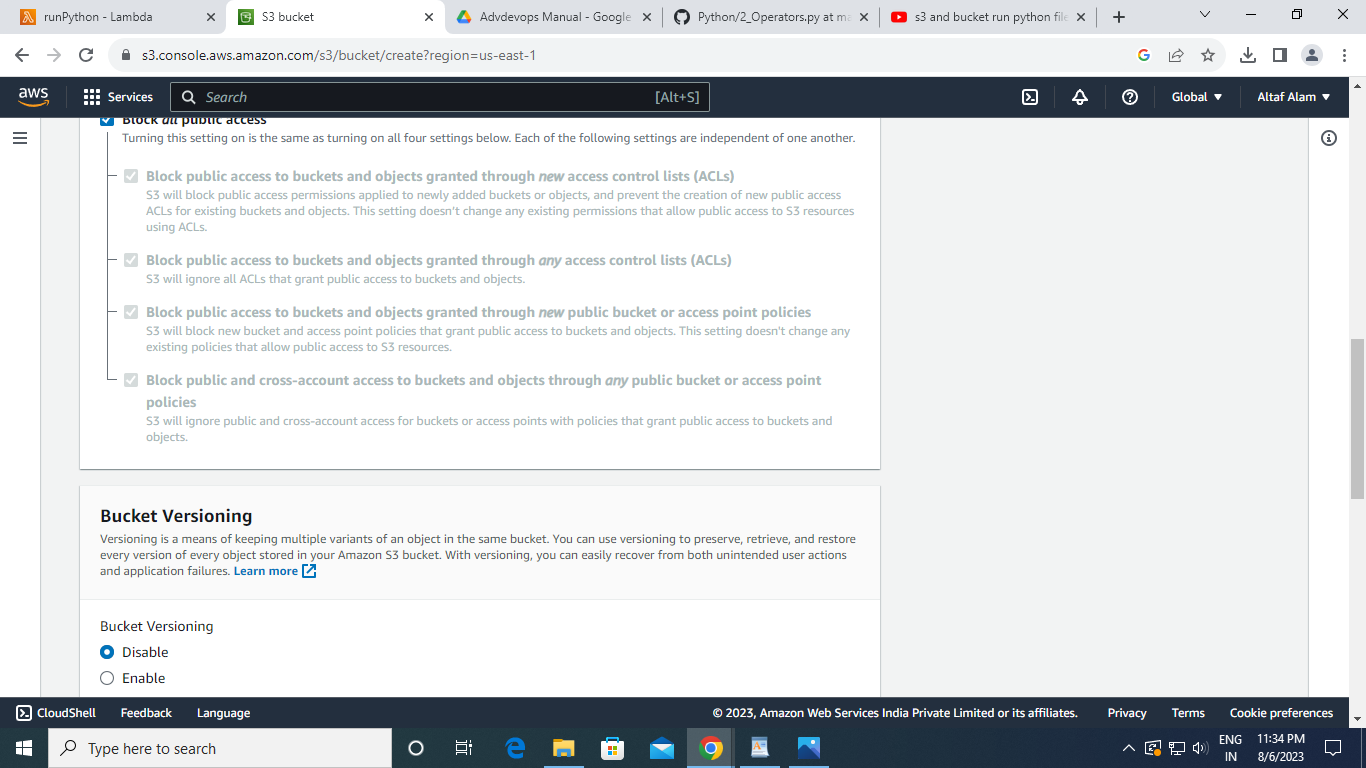 runPython - Lambda
S3 bucket
Advdevops Manual - Google
Python/2_Operators.py at ma
s3 and bucket run python file
s3.console.aws.amazon.com/s3/bucket/create?region=us-east-1
aws
Services
Search
[Alt+S]
Global
Altaf Alam
Block all public access
Turning this setting on is the same as turning on all four settings below. Each of the following settings are independent of one another.
Block public access to buckets and objects granted through new access control lists (ACLs)
S3 will block public access permissions applied to newly added buckets or objects, and prevent the creation of new public access
ACLs for existing buckets and objects. This setting doesn't change any existing permissions that allow public access to S3 resources
using ACLs.
Block public access to buckets and objects granted through any access control lists (ACLs)
S3 will ignore all ACLs that grant public access to buckets and objects.
Block public access to buckets and objects granted through new public bucket or access point policies
S3 will block new bucket and access point policies that grant public access to buckets and objects. This setting doesn't change any
existing policies that allow public access to S3 resources.
Block public and cross-account access to buckets and objects through any public bucket or access point
policies
S3 will ignore public and cross-account access for buckets or access points with policies that grant public access to buckets and
objects.
Bucket Versioning
Versioning is a means of keeping multiple variants of an object in the same bucket. You can use versioning to preserve, retrieve, and restore
every version of every object stored in your Amazon S3 bucket. With versioning, you can easily recover from both unintended user actions
and application failures. Learn more
Bucket Versioning
Disable
Enable
CloudShell
Feedback
Language
© 2023, Amazon Web Services India Private Limited or its affiliates.
Privacy
Terms
Cookie preferences
Type here to search
ENG
IN
11:34 PM
8/6/2023